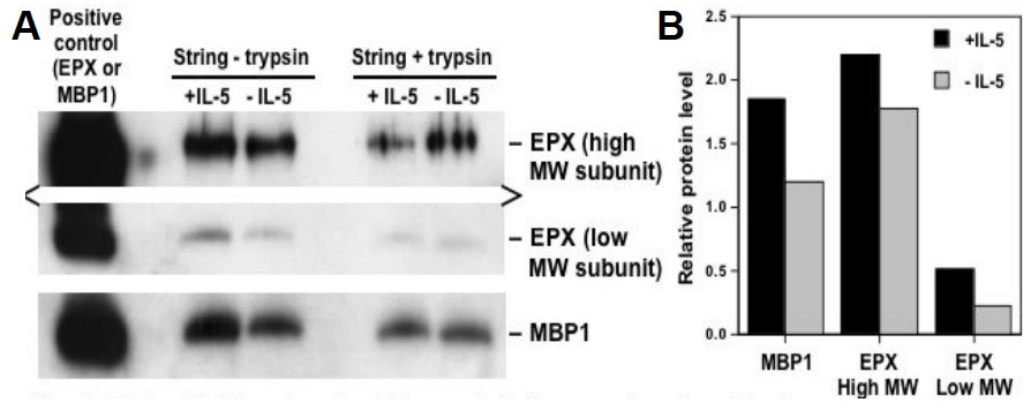 A
Positive
control
(EPX or
MBP1)
String - trypsin
String + trypsin
+IL-5 - IL-5
+ IL-5 - IL-5
– EPX (high
MW subunit)
– EPX (low
MW subunit)
– MBP1
B
Relative protein level
2.5
2.0
1.5
1.0
0.5
0.0
+IL-5
- IL-5
MBP1
EPX
High MW
EPX
Low MW